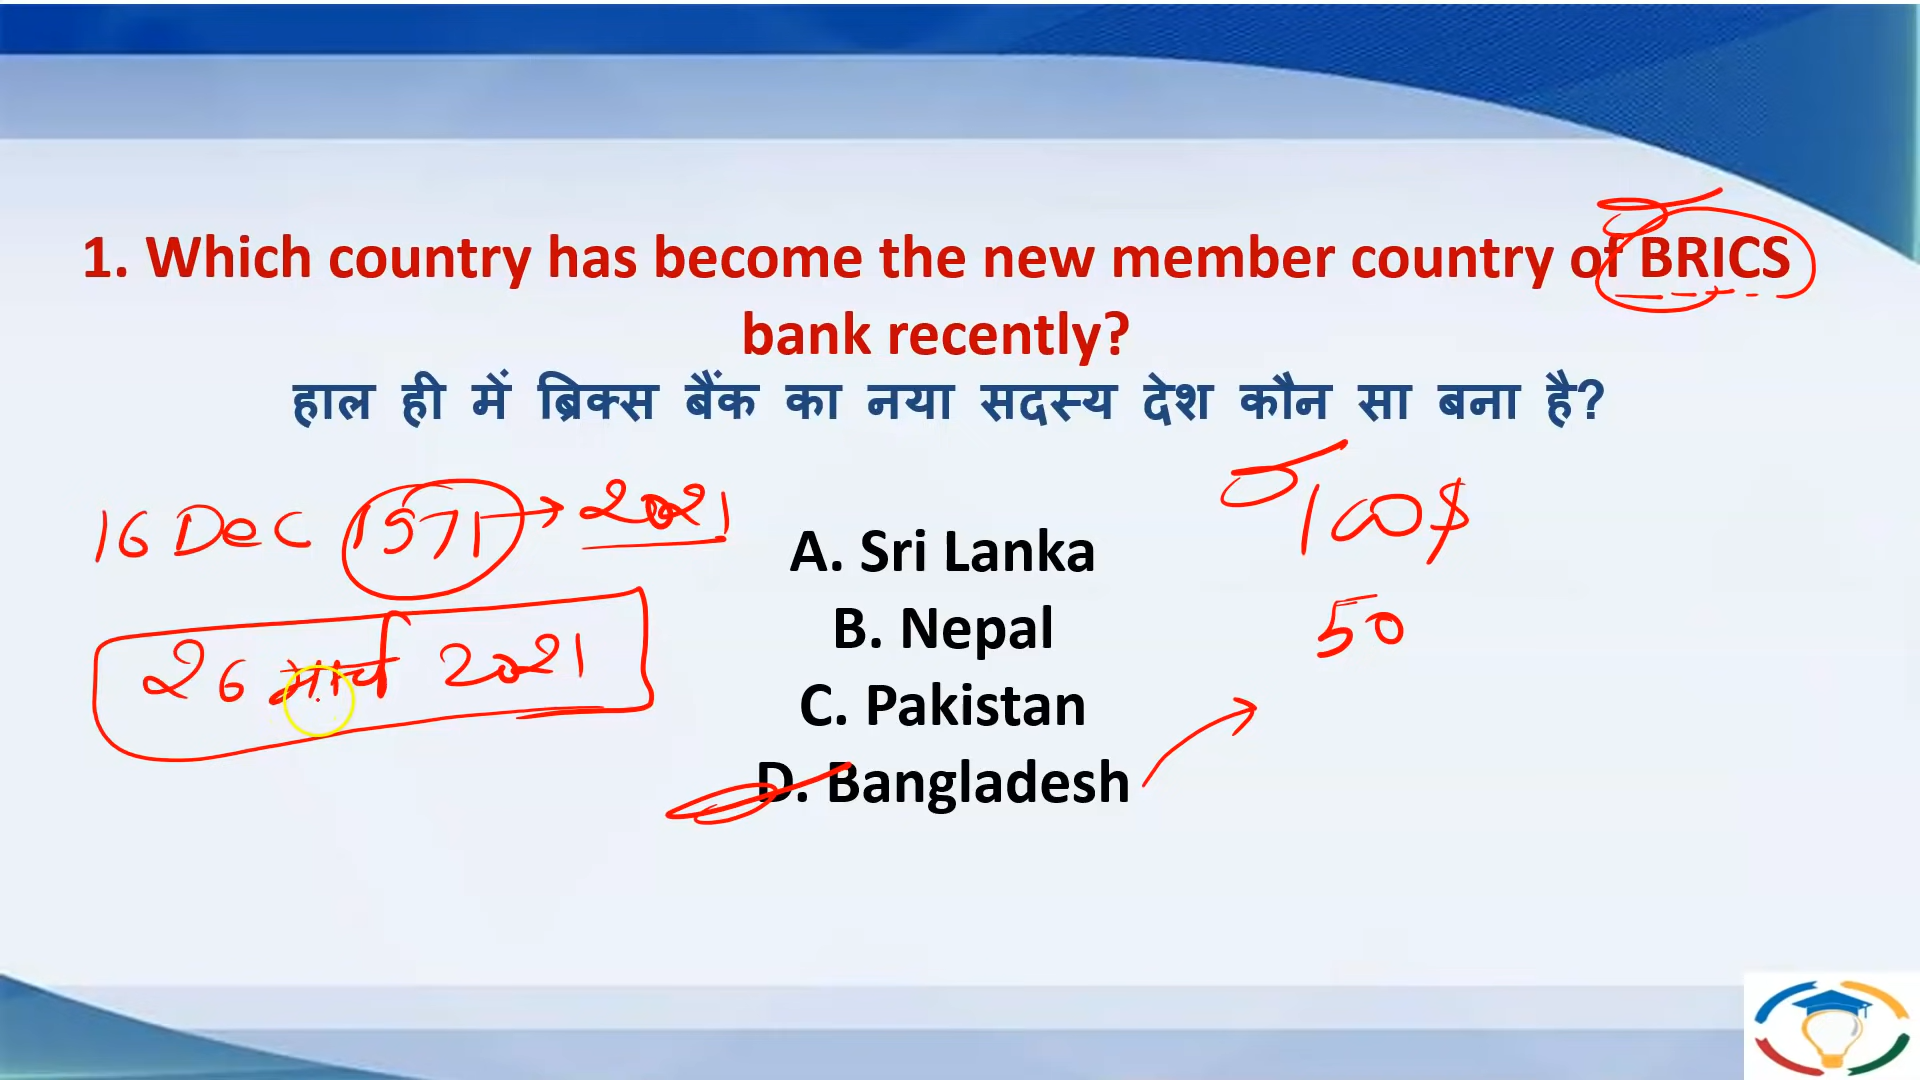 1. Which country has become the new member country of BRICS
bank recently?
हाल ही में ब्रिक्स बैंक का नया सदस्य देश कौन सा बना है?
16 Dec 1971 → 2021
100$
A. Sri Lanka
26 मार्च 2021
50
B. Nepal
C. Pakistan
D. Bangladesh